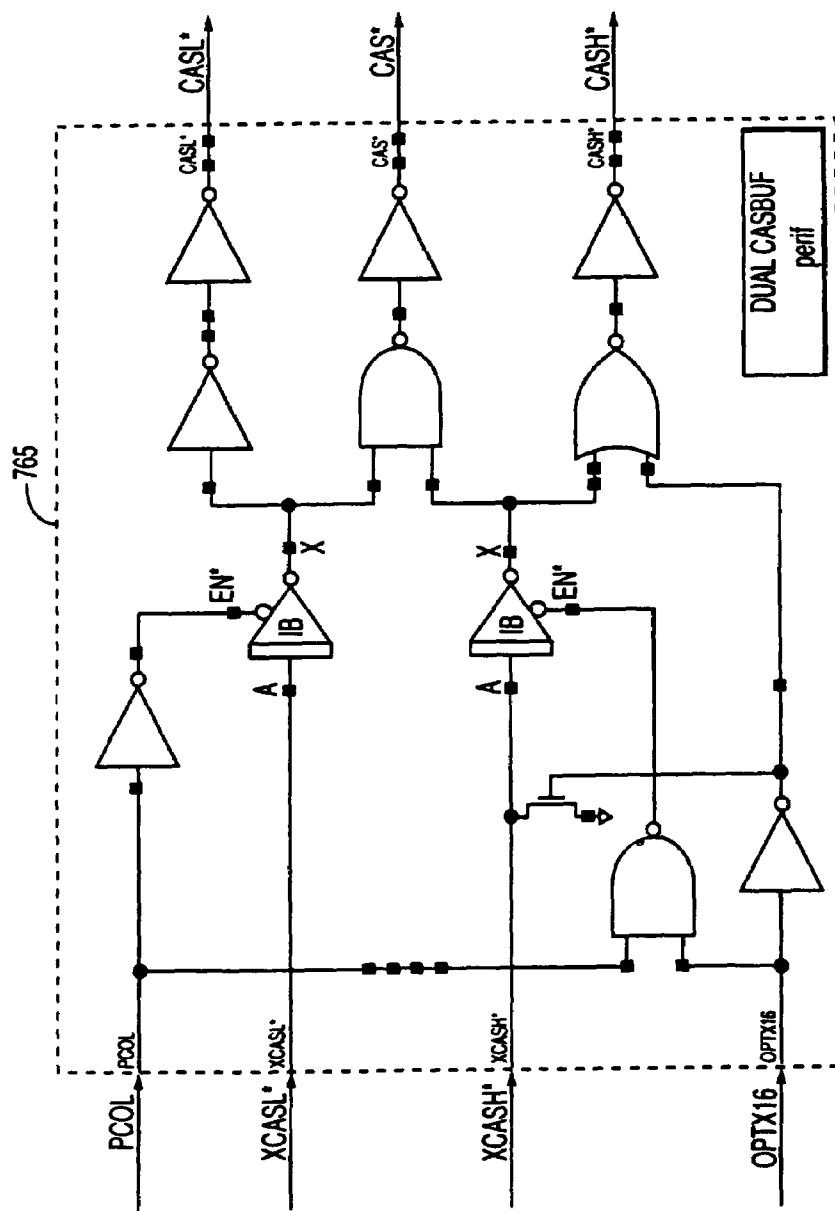 765
CASL*
CAS*
CASH*
CASL*
CAS*
CASH*
DUAL CASBUF
perif
EN*
X
IB
A
X
EN*
IB
A
PCOL
XCASL*
XCASH*
OPTX16
PCOL
XCASL*
XCASH*
OPTX16